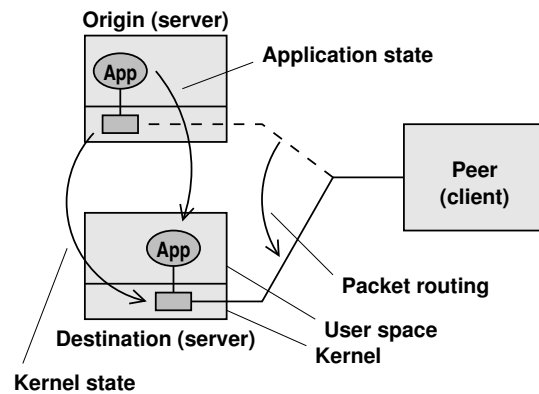 Origin (server)
App
Application state
Peer
(client)
App
Packet routing
User space
Destination (server)
Kernel
Kernel state